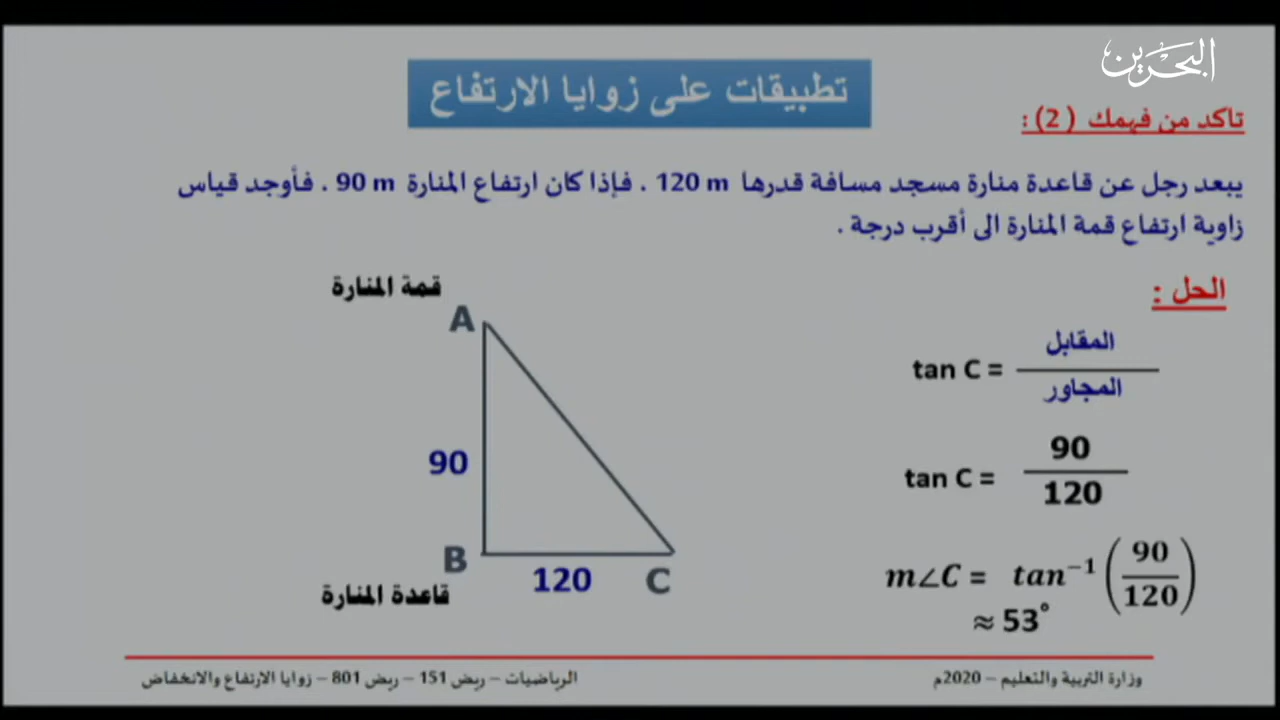 البحرين
تطبيقات على زوايا الارتفاع
تاكد من فهمك ( 2 ) :
يبعد رجل عن قاعدة منارة مسجد مسافة قدرها 120 m . فإذا كان ارتفاع المنارة 90 m . فأوجد قياس
زاوية ارتفاع قمة المنارة الى أقرب درجة .
الحل :
tan C = المقابل / المجاور
tan C = 90 / 120
m∠C = tan⁻¹ (90/120)
≈ 53°
قمة المنارة
A
90
B
120
C
قاعدة المنارة
وزارة التربية والتعليم – 2020م
الرياضيات – ريض 151 – ريض 801 – زوايا الارتفاع والانخفاض